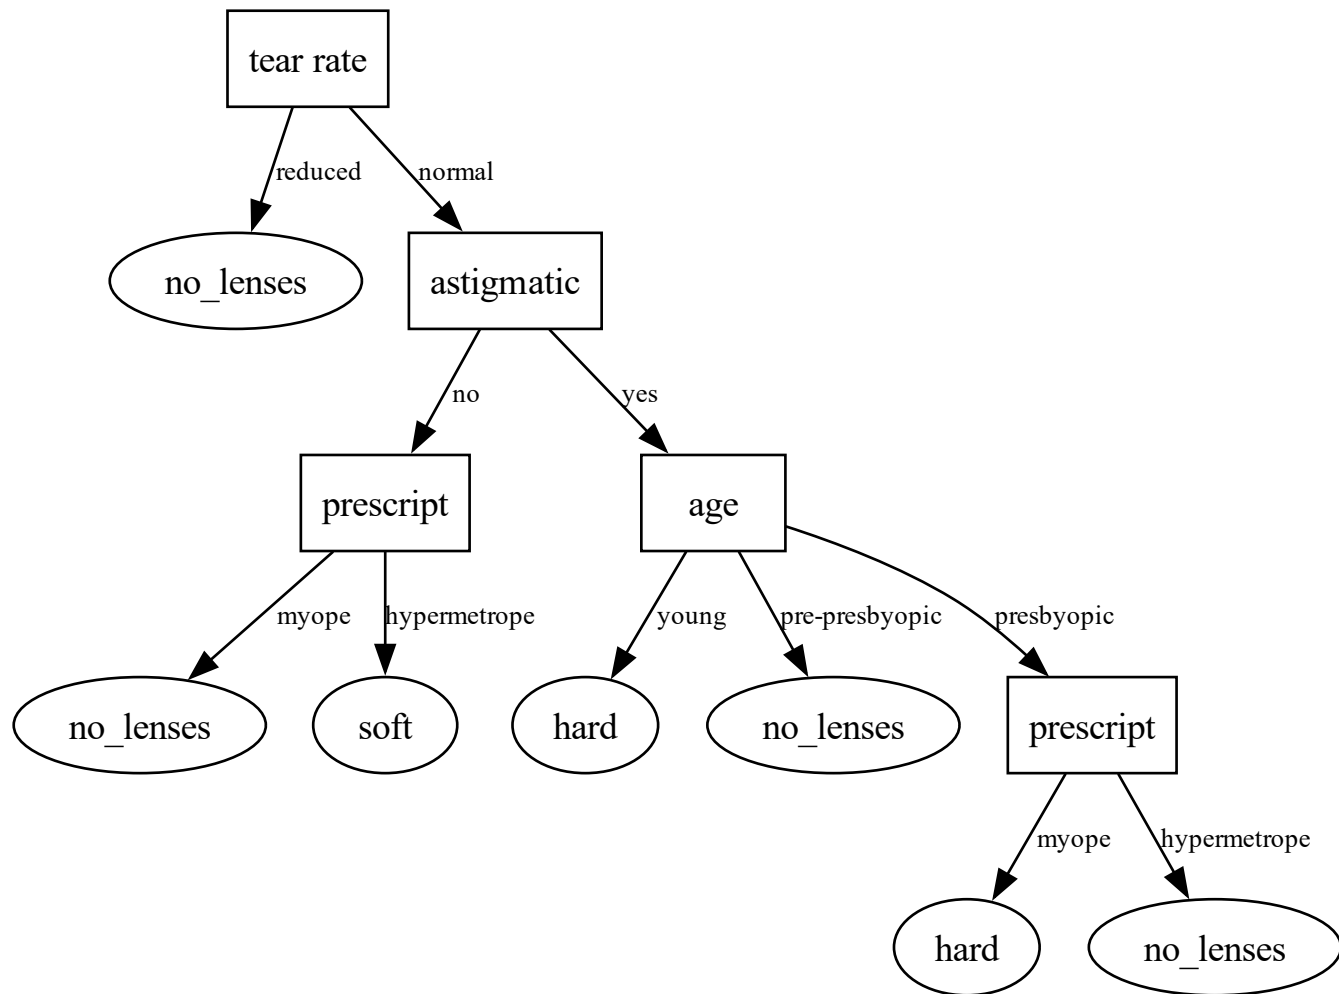 tear rate
reduced
normal
no_lenses
astigmatic
no
yes
prescript
age
myope
hypermetrope
young
pre-presbyopic
presbyopic
no_lenses
soft
hard
no_lenses
prescript
myope
hypermetrope
hard
no_lenses